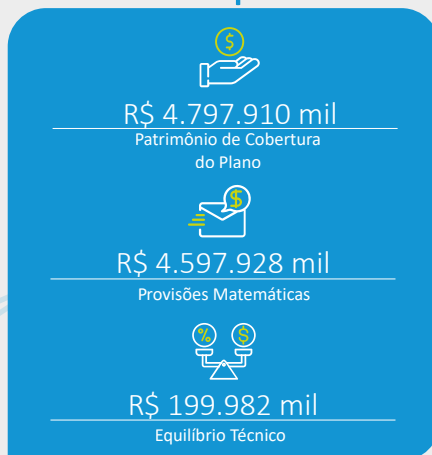 $
R$ 4.797.910 mil
Patrimônio de Cobertura
do Plano
$
R$ 4.597.928 mil
Provisões Matemáticas
% $
R$ 199.982 mil
Equilíbrio Técnico